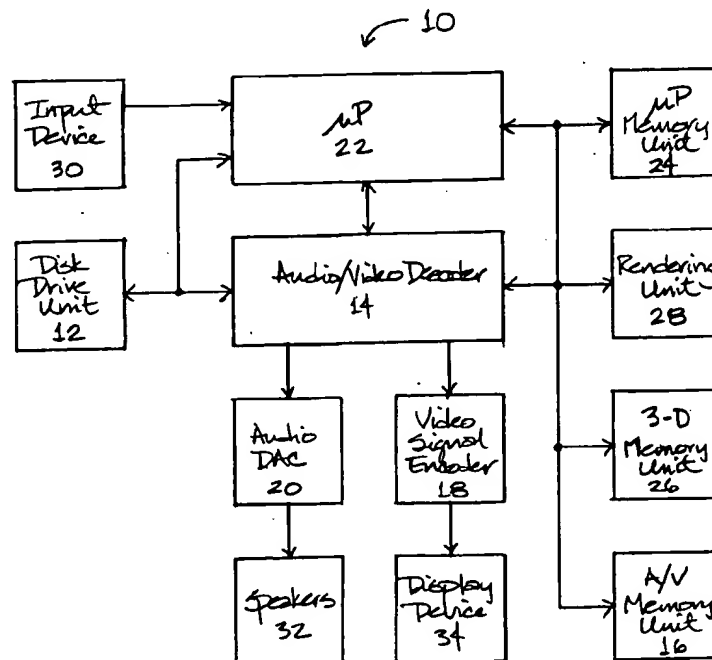 10
Input
Device
30
μP
22
μP
Memory
Unit
24
Disk
Drive
Unit
12
Audio/Video Decoder
14
Rendering
Unit
28
Audio
DAC
20
Video
Signal
Encoder
18
3-D
Memory
Unit
26
Speakers
32
Display
Device
34
A/V
Memory
Unit
16